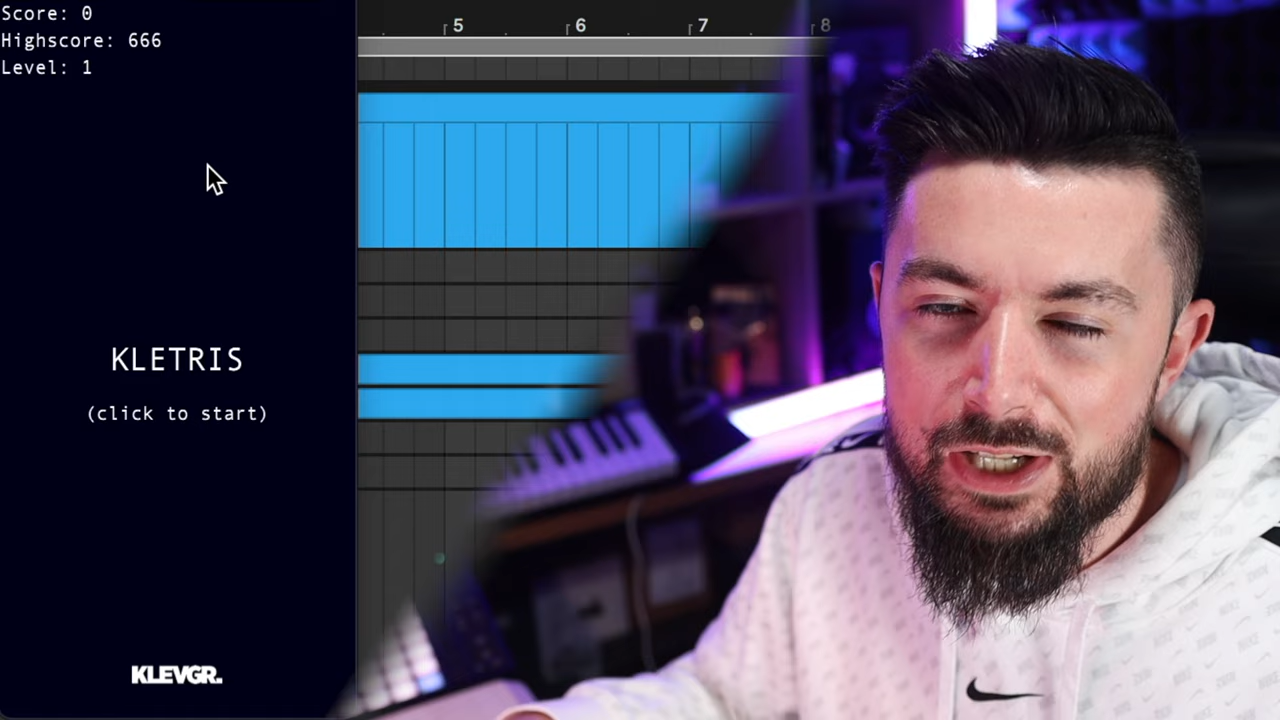 Score: 0
Highscore: 666
Level: 1
5
6
7
8
KLETRIS
(click to start)
KLEVGR.